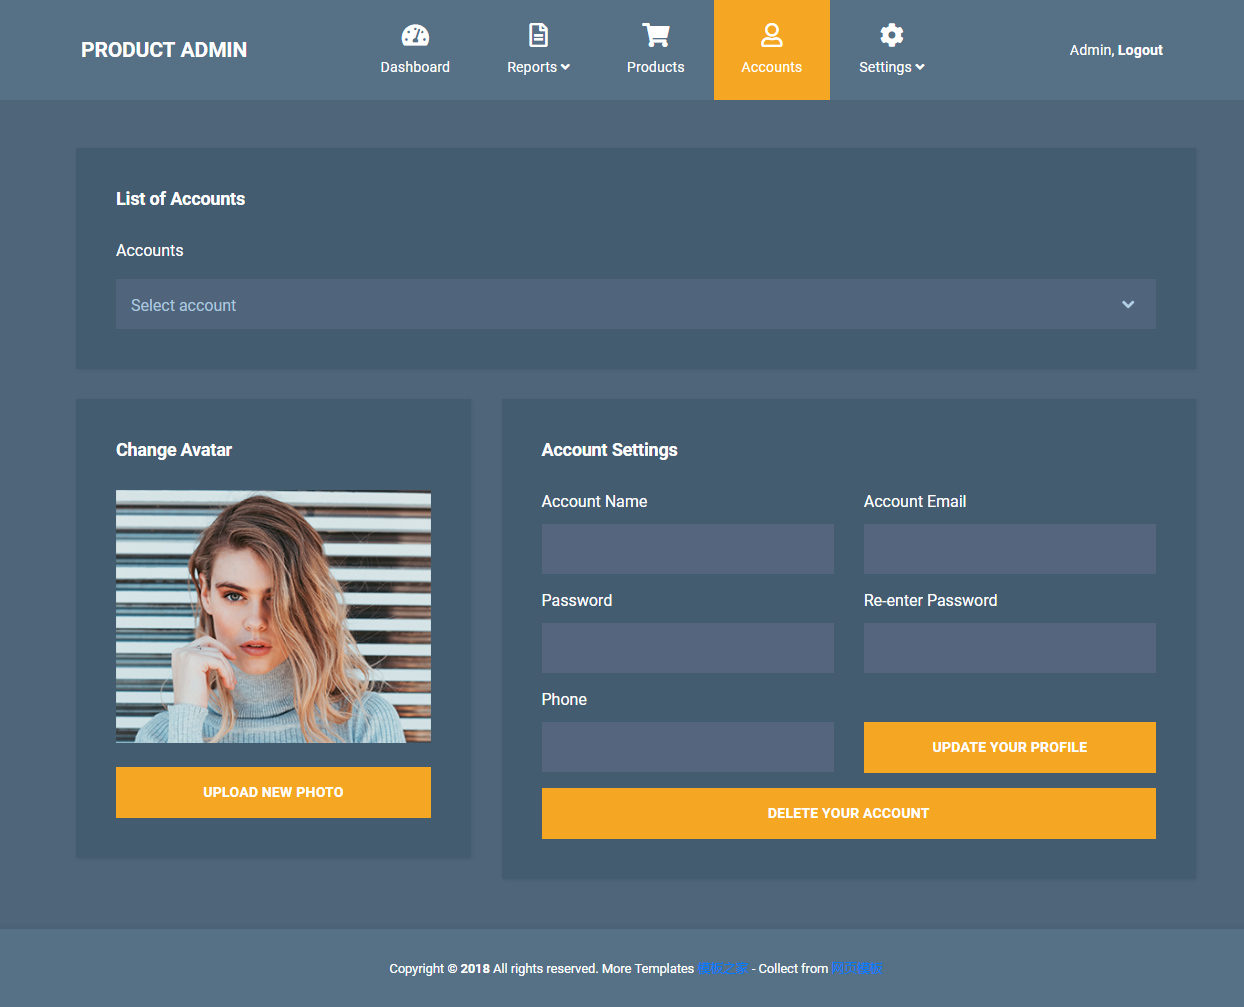 PRODUCT ADMIN
Dashboard
Reports
Products
Accounts
Settings
Admin, Logout
List of Accounts
Accounts
Select account
Change Avatar
UPLOAD NEW PHOTO
Account Settings
Account Name
Account Email
Password
Re-enter Password
Phone
UPDATE YOUR PROFILE
DELETE YOUR ACCOUNT
Copyright © 2018 All rights reserved. More Templates - Collect from